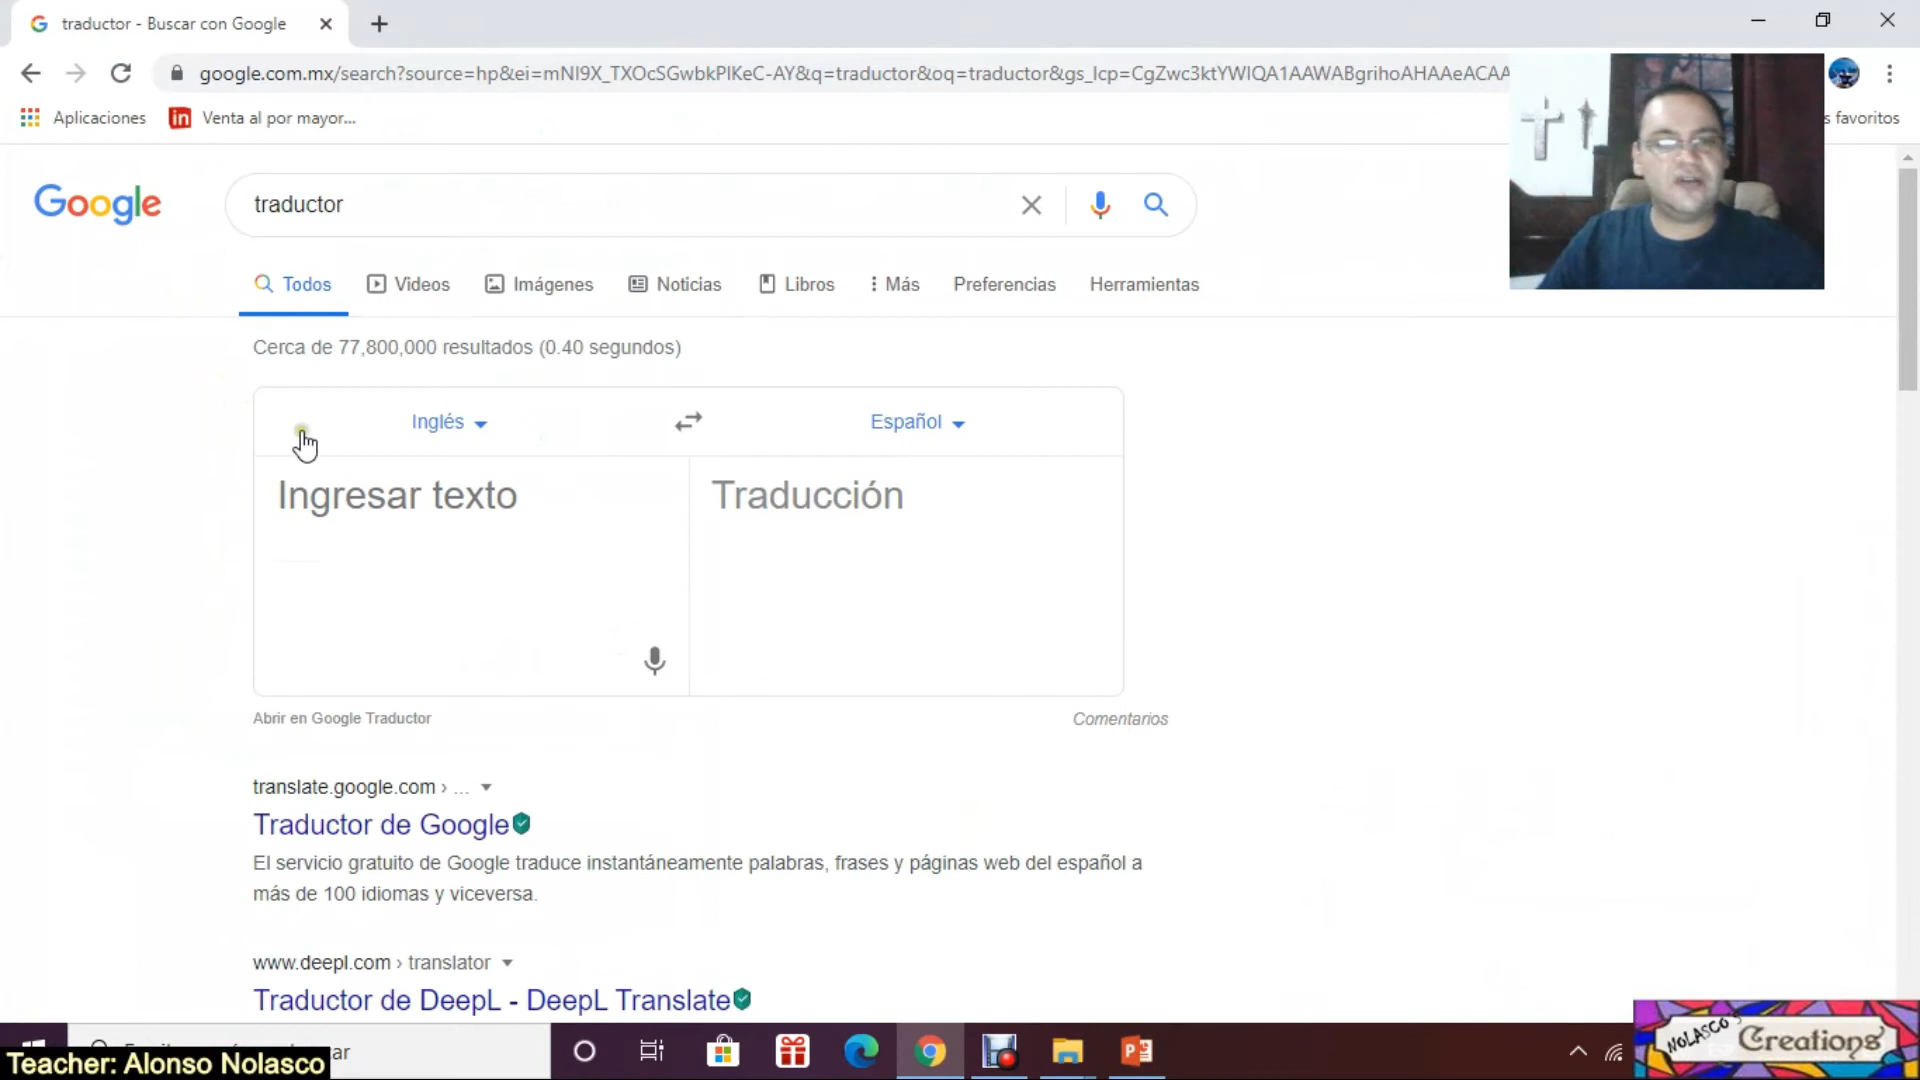 traductor - Buscar con Google
google.com.mx/search?source=hp&ei=mNI9X_TXOcSGwbkPlKeC-AY&q=traductor&oq=traductor&gs_lcp=CgZwc3ktYWIQA1AAWABgrihoAHAAeACAA
Aplicaciones
in Venta al por mayor...
s favoritos
Google
traductor
Todos Videos Imágenes Noticias Libros Más Preferencias Herramientas
Cerca de 77,800,000 resultados (0.40 segundos)
Inglés Español
Ingresar texto Traducción
Abrir en Google Traductor Comentarios
translate.google.com › ...
Traductor de Google
El servicio gratuito de Google traduce instantáneamente palabras, frases y páginas web del español a
más de 100 idiomas y viceversa.
www.deepl.com › translator
Traductor de DeepL - DeepL Translate
Teacher: Alonso Nolasco
NOLASCO'S Creations